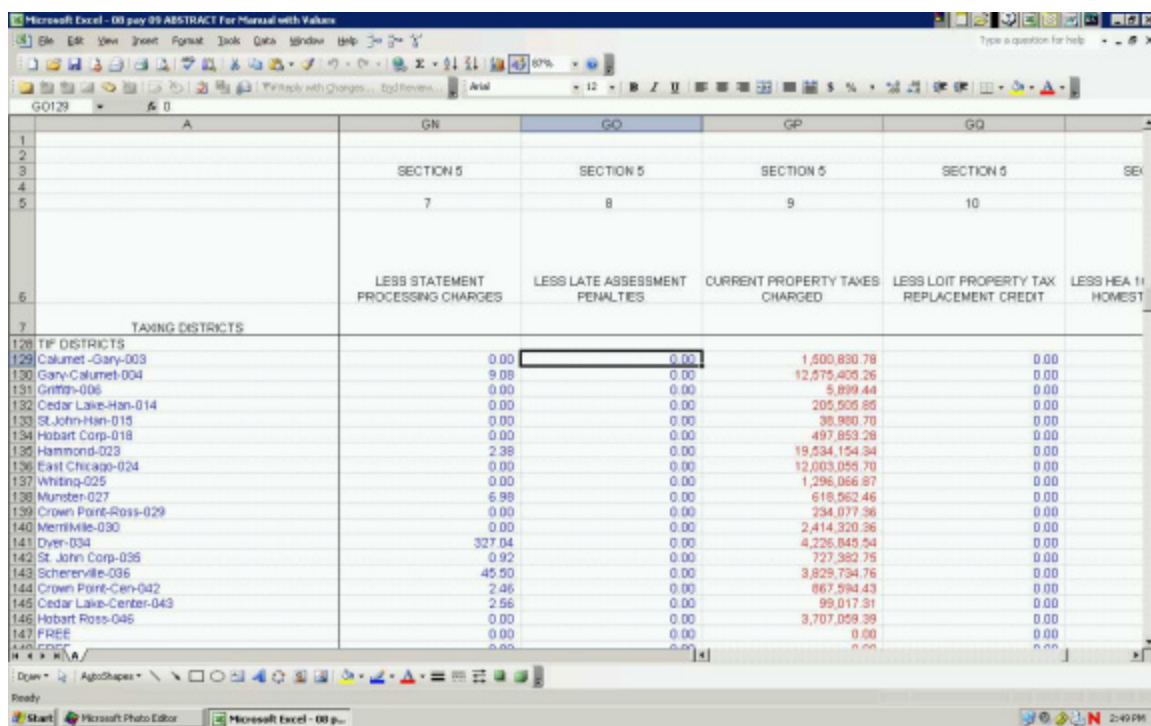 Microsoft Excel - 08 pay 09 ABSTRACT For Manual with Values
File Edit View Insert Format Tools Data Window Help
Type a question for help
87%
Reply with Changes... End Review...
Arial 12 B I U $ %
GO129 fx 0
A GN GO GP GQ
1
2
3 SECTION 5 SECTION 5 SECTION 5 SECTION 5
4
5 7 8 9 10
LESS STATEMENT LESS LATE ASSESSMENT CURRENT PROPERTY TAXES LESS LOIT PROPERTY TAX LESS HEA
6 PROCESSING CHARGES PENALTIES CHARGED REPLACEMENT CREDIT HOMEST
7 TAXING DISTRICTS
128 TIF DISTRICTS
129 Calumet -Gary-003 0.00 0.00 1,500,830.78 0.00
130 Gary-Calumet-004 9.08 0.00 12,575,405.26 0.00
131 Griffith-006 0.00 0.00 5,899.44 0.00
132 Cedar Lake-Han-014 0.00 0.00 205,505.85 0.00
133 St.John-Han-015 0.00 0.00 38,980.70 0.00
134 Hobart Corp-018 0.00 0.00 497,853.28 0.00
135 Hammond-023 2.38 0.00 19,534,154.34 0.00
136 East Chicago-024 0.00 0.00 12,003,055.70 0.00
137 Whiting-025 0.00 0.00 1,296,066.87 0.00
138 Munster-027 6.98 0.00 618,562.46 0.00
139 Crown Point-Ross-029 0.00 0.00 234,077.36 0.00
140 Merrillville-030 0.00 0.00 2,414,320.36 0.00
141 Dyer-034 327.04 0.00 4,226,845.54 0.00
142 St. John Corp-035 0.92 0.00 727,382.75 0.00
143 Schererville-036 45.50 0.00 3,829,734.76 0.00
144 Crown Point-Cen-042 2.46 0.00 867,594.43 0.00
145 Cedar Lake-Center-043 2.56 0.00 99,017.31 0.00
146 Hobart Ross-046 0.00 0.00 3,707,059.39 0.00
147 FREE 0.00 0.00 0.00 0.00
A
Draw AutoShapes
Ready
Start Microsoft Photo Editor Microsoft Excel - 08 p... 2:49 PM